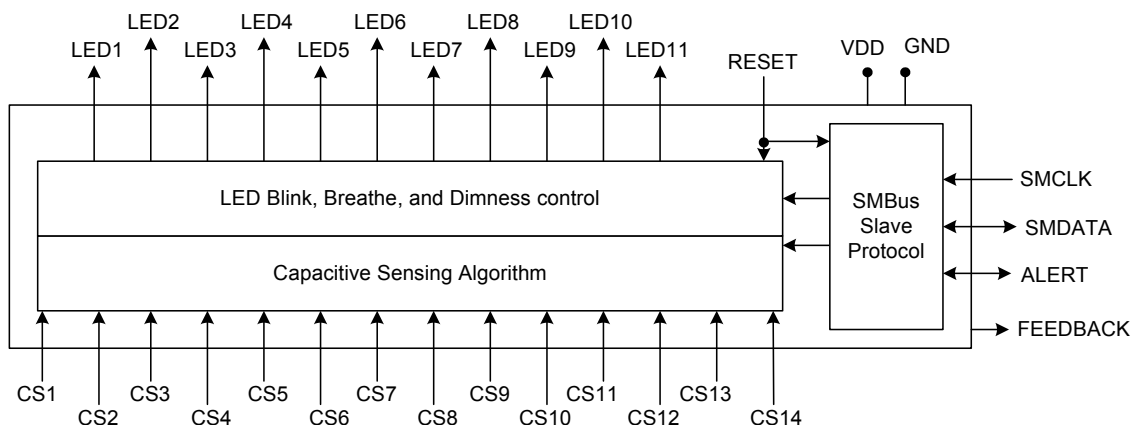 LED2 LED4 LED6 LED8 LED10
LED1 LED3 LED5 LED7 LED9 LED11
RESET
VDD
GND
LED Blink, Breathe, and Dimness control
Capacitive Sensing Algorithm
SMBus
Slave
Protocol
SMCLK
SMDATA
ALERT
FEEDBACK
CS1 CS3 CS5 CS7 CS9 CS11 CS13
CS2 CS4 CS6 CS8 CS10 CS12 CS14